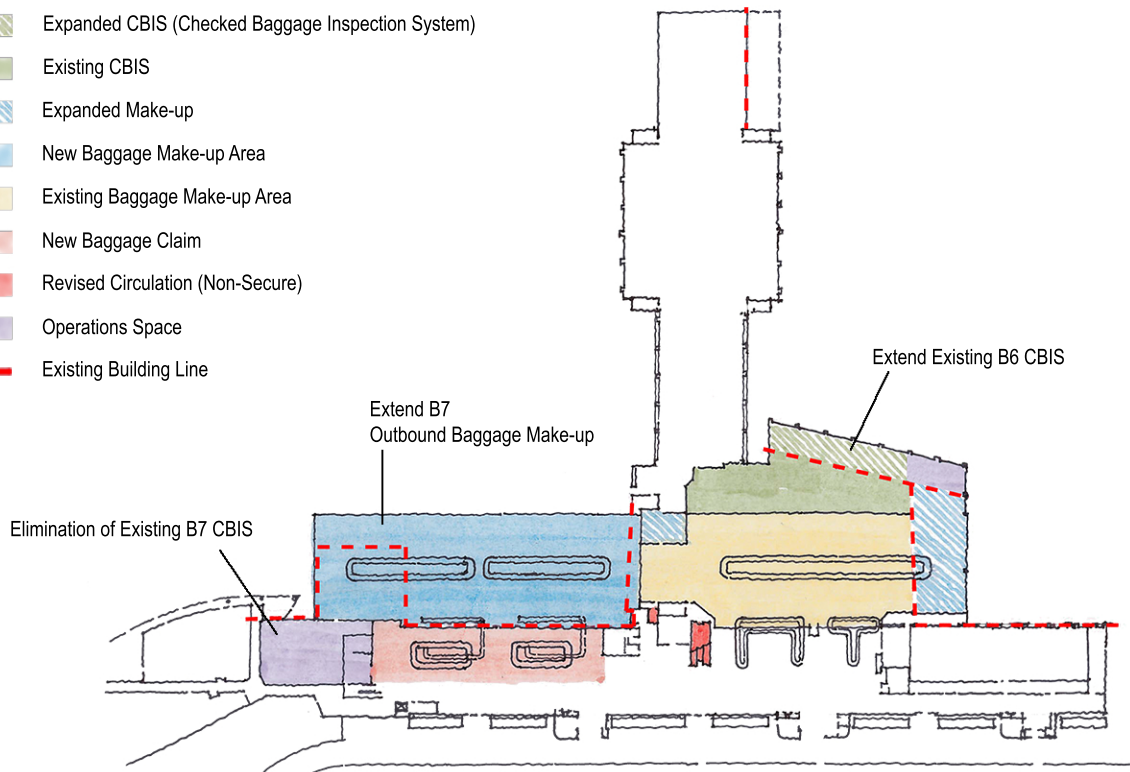 Expanded CBIS (Checked Baggage Inspection System)
Existing CBIS
Expanded Make-up
New Baggage Make-up Area
Existing Baggage Make-up Area
New Baggage Claim
Revised Circulation (Non-Secure)
Operations Space
Existing Building Line
Extend Existing B6 CBIS
Extend B7
Outbound Baggage Make-up
Elimination of Existing B7 CBIS